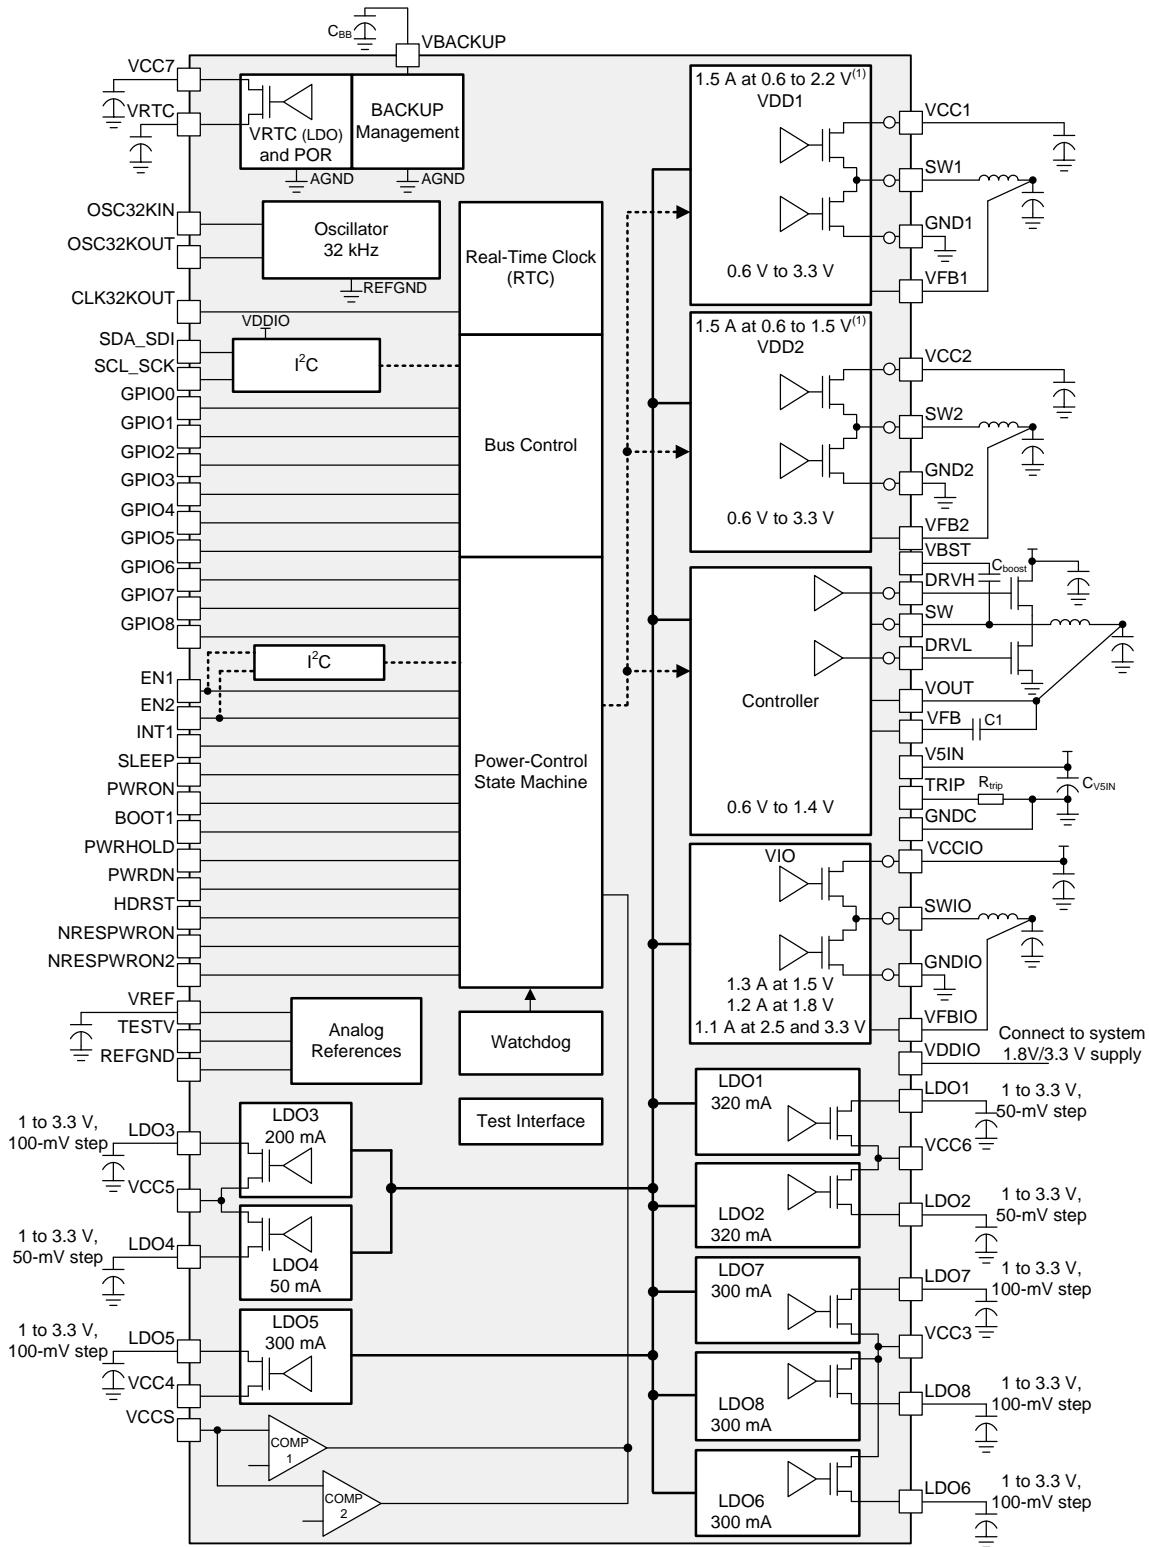 C_BB
VBACKUP
VCC7
VRTC
VRTC (LDO)
and POR
BACKUP
Management
AGND
AGND
OSC32KIN
OSC32KOUT
Oscillator
32 kHz
REFGND
CLK32KOUT
VDDIO
SDA_SDI
SCL_SCK
I²C
GPIO0
GPIO1
GPIO2
GPIO3
GPIO4
GPIO5
GPIO6
GPIO7
GPIO8
I²C
EN1
EN2
INT1
SLEEP
PWRON
BOOT1
PWRHOLD
PWRDN
HDRST
NRESPWRON
NRESPWRON2
VREF
TESTV
REFGND
Analog
References
Real-Time Clock
(RTC)
Bus Control
Power-Control
State Machine
Watchdog
Test Interface
1 to 3.3 V,
100-mV step
LDO3
LDO3
200 mA
VCC5
1 to 3.3 V,
50-mV step
LDO4
LDO4
50 mA
1 to 3.3 V,
100-mV step
LDO5
LDO5
300 mA
VCC4
VCCS
COMP
1
COMP
2
1.5 A at 0.6 to 2.2 V(1)
VDD1
0.6 V to 3.3 V
VCC1
SW1
GND1
VFB1
1.5 A at 0.6 to 1.5 V(1)
VDD2
0.6 V to 3.3 V
VCC2
SW2
GND2
VFB2
VBST
C_boost
DRVH
SW
DRVL
Controller
VOUT
VFB
C1
V5IN
TRIP
R_trip
C_V5IN
0.6 V to 1.4 V
GNDC
VIO
VCCIO
SWIO
GNDIO
1.3 A at 1.5 V
1.2 A at 1.8 V
1.1 A at 2.5 and 3.3 V
VFBIO
VDDIO
Connect to system
1.8V/3.3 V supply
LDO1
320 mA
LDO1
1 to 3.3 V,
50-mV step
VCC6
LDO2
320 mA
LDO2
1 to 3.3 V,
50-mV step
LDO7
300 mA
LDO7
1 to 3.3 V,
100-mV step
VCC3
LDO8
300 mA
LDO8
1 to 3.3 V,
100-mV step
LDO6
300 mA
LDO6
1 to 3.3 V,
100-mV step